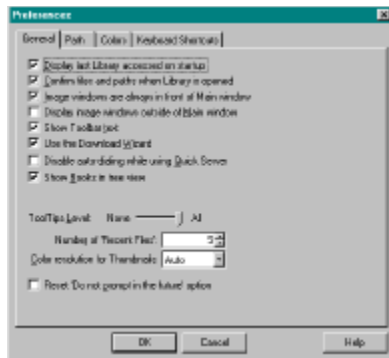 Preferences
General Path Colors Keyboard Shortcuts
Display last Library accessed on startup
Confirm files and paths when Library is opened
Image windows are always in front of Main window
Display image windows outside of Main window
Show Toolbar text
Use the Download Wizard
Disable auto dialing while using Quick Server
Show Books in tree view
ToolTips Level: None All
Number of 'Recent Files': 5
Color resolution for Thumbnails: Auto
Reset 'Do not prompt in the future' option
OK Cancel Help